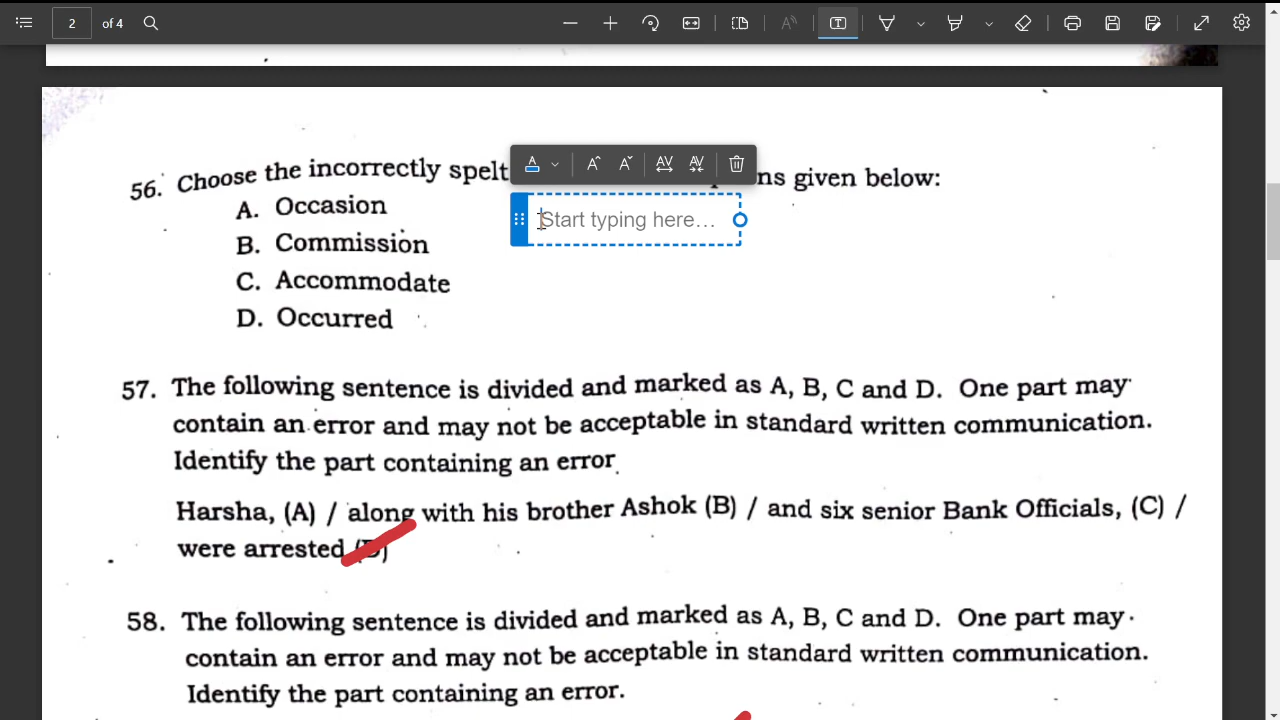 2 of 4
56. Choose the incorrectly spelt ns given below:
Start typing here...
A. Occasion
B. Commission
C. Accommodate
D. Occurred
57. The following sentence is divided and marked as A, B, C and D. One part may
contain an error and may not be acceptable in standard written communication.
Identify the part containing an error.
Harsha, (A) / along with his brother Ashok (B) / and six senior Bank Officials, (C) /
were arrested (D)
58. The following sentence is divided and marked as A, B, C and D. One part may
contain an error and may not be acceptable in standard written communication.
Identify the part containing an error.